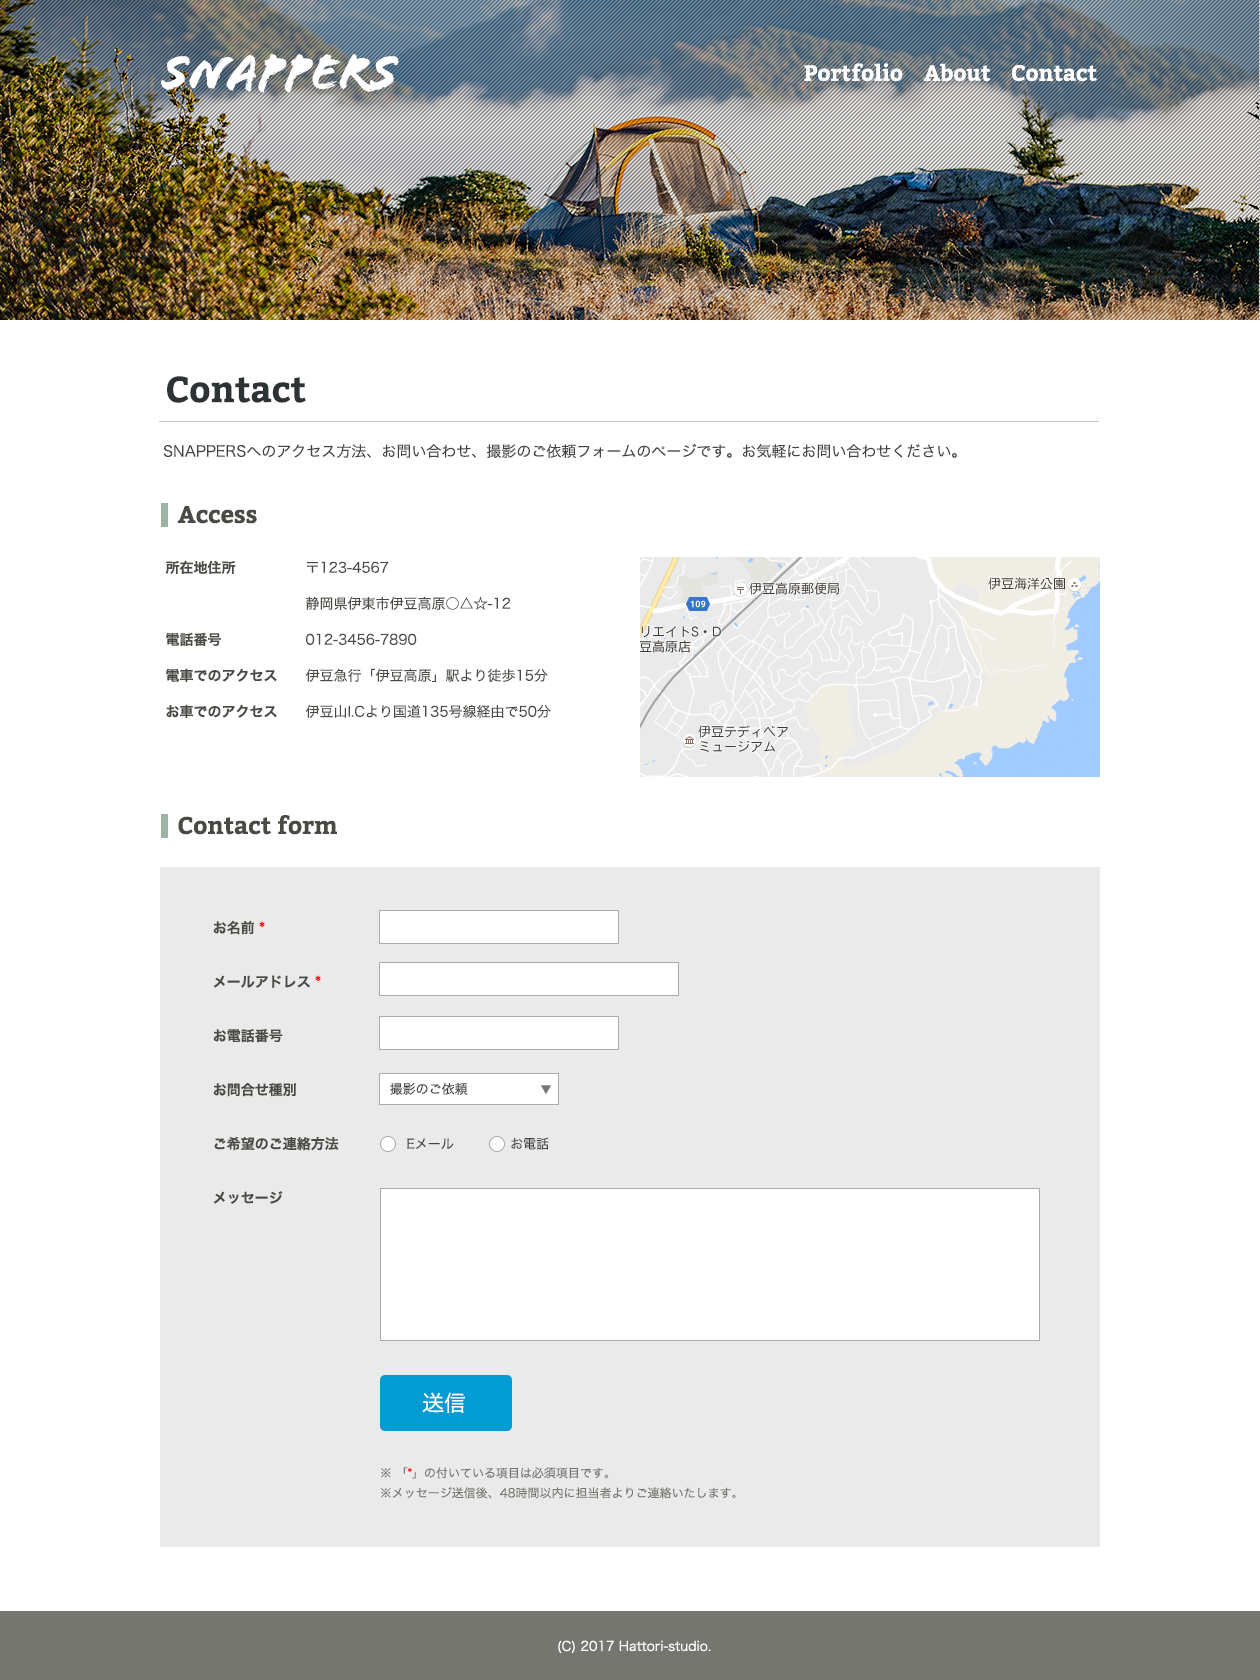 SNAPPERS
Portfolio About Contact
Contact
SNAPPERSへのアクセス方法、お問い合わせ、撮影のご依頼フォームのページです。お気軽にお問い合わせください。
Access
所在地住所 〒123-4567
静岡県伊東市伊豆高原○△☆-12
電話番号 012-3456-7890
電車でのアクセス 伊豆急行「伊豆高原」駅より徒歩15分
お車でのアクセス 伊豆山I.Cより国道135号線経由で50分
〒伊豆高原郵便局
伊豆海洋公園
109
リエイトS・D
豆高原店
伊豆テディベア
ミュージアム
Contact form
お名前 *
メールアドレス *
お電話番号
お問合せ種別 撮影のご依頼 ▼
ご希望のご連絡方法 Eメール お電話
メッセージ
送信
※ 「*」の付いている項目は必須項目です。
※メッセージ送信後、48時間以内に担当者よりご連絡いたします。
(C) 2017 Hattori-studio.